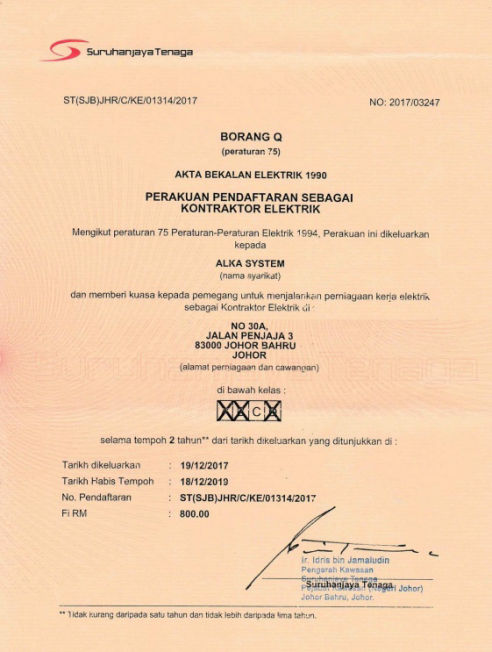 Suruhanjaya Tenaga
ST(SJB)JHR/C/KE/01314/2017 NO: 2017/03247
BORANG Q
(peraturan 75)
AKTA BEKALAN ELEKTRIK 1990
PERAKUAN PENDAFTARAN SEBAGAI
KONTRAKTOR ELEKTRIK
Mengikut peraturan 75 Peraturan-Peraturan Elektrik 1994, Perakuan ini dikeluarkan
kepada
ALKA SYSTEM
(nama syarikat)
dan memberi kuasa kepada pemegang untuk menjalankan perniagaan kerja elektrik
sebagai Kontraktor Elektrik di :
NO 30A,
JALAN PENJAJA 3
83000 JOHOR BAHRU
JOHOR
(alamat perniagaan dan cawangan)
di bawah kelas :
C
selama tempoh 2 tahun** dari tarikh dikeluarkan yang ditunjukkan di :
Tarikh dikeluarkan : 19/12/2017
Tarikh Habis Tempoh : 18/12/2019
No. Pendaftaran : ST(SJB)JHR/C/KE/01314/2017
Fi RM : 800.00
Ir. Idris bin Jamaludin
Pengarah Kawasan
Suruhanjaya Tenaga
Suruhanjaya Tenaga
Pejabat Kawasan (Negeri Johor)
Johor Bahru, Johor.
** Tidak kurang daripada satu tahun dan tidak lebih daripada lima tahun.